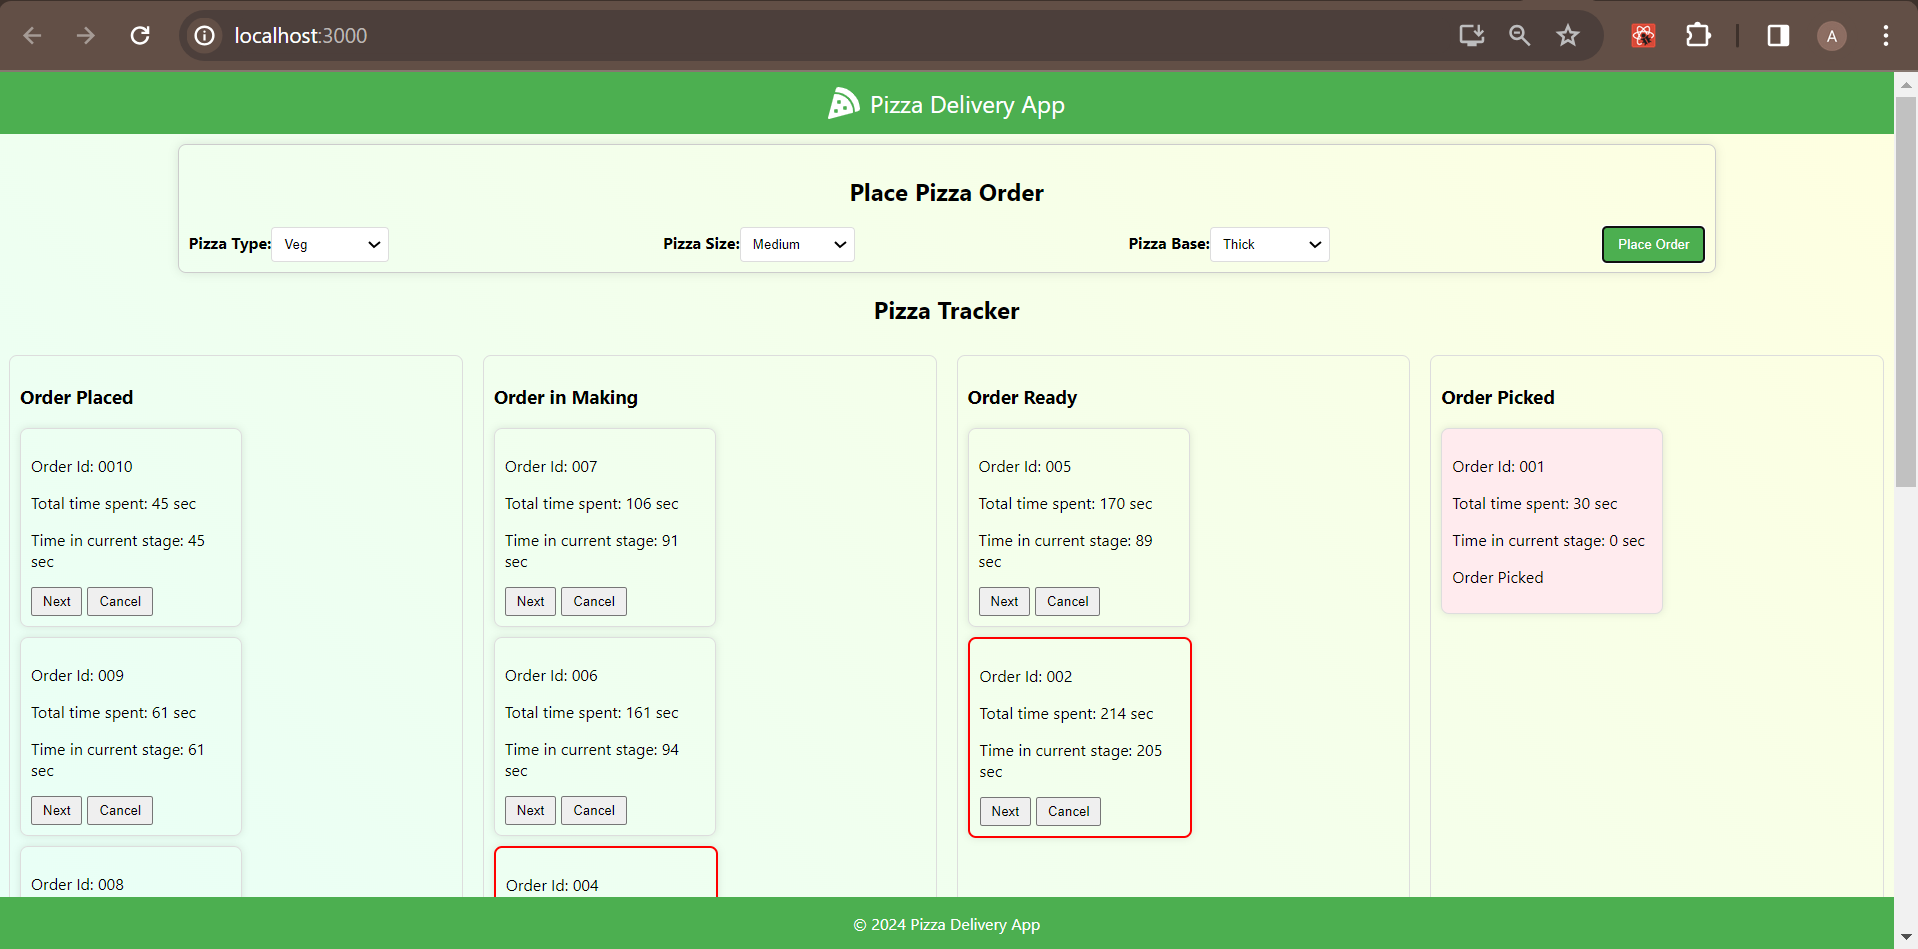 localhost:3000
A
Pizza Delivery App
Place Pizza Order
Pizza Type: Veg
Pizza Size: Medium
Pizza Base: Thick
Place Order
Pizza Tracker
Order Placed
Order Id: 0010
Total time spent: 45 sec
Time in current stage: 45
sec
Next Cancel
Order Id: 009
Total time spent: 61 sec
Time in current stage: 61
sec
Next Cancel
Order Id: 008
Order in Making
Order Id: 007
Total time spent: 106 sec
Time in current stage: 91
sec
Next Cancel
Order Id: 006
Total time spent: 161 sec
Time in current stage: 94
sec
Next Cancel
Order Id: 004
Order Ready
Order Id: 005
Total time spent: 170 sec
Time in current stage: 89
sec
Next Cancel
Order Id: 002
Total time spent: 214 sec
Time in current stage: 205
sec
Next Cancel
Order Picked
Order Id: 001
Total time spent: 30 sec
Time in current stage: 0 sec
Order Picked
© 2024 Pizza Delivery App